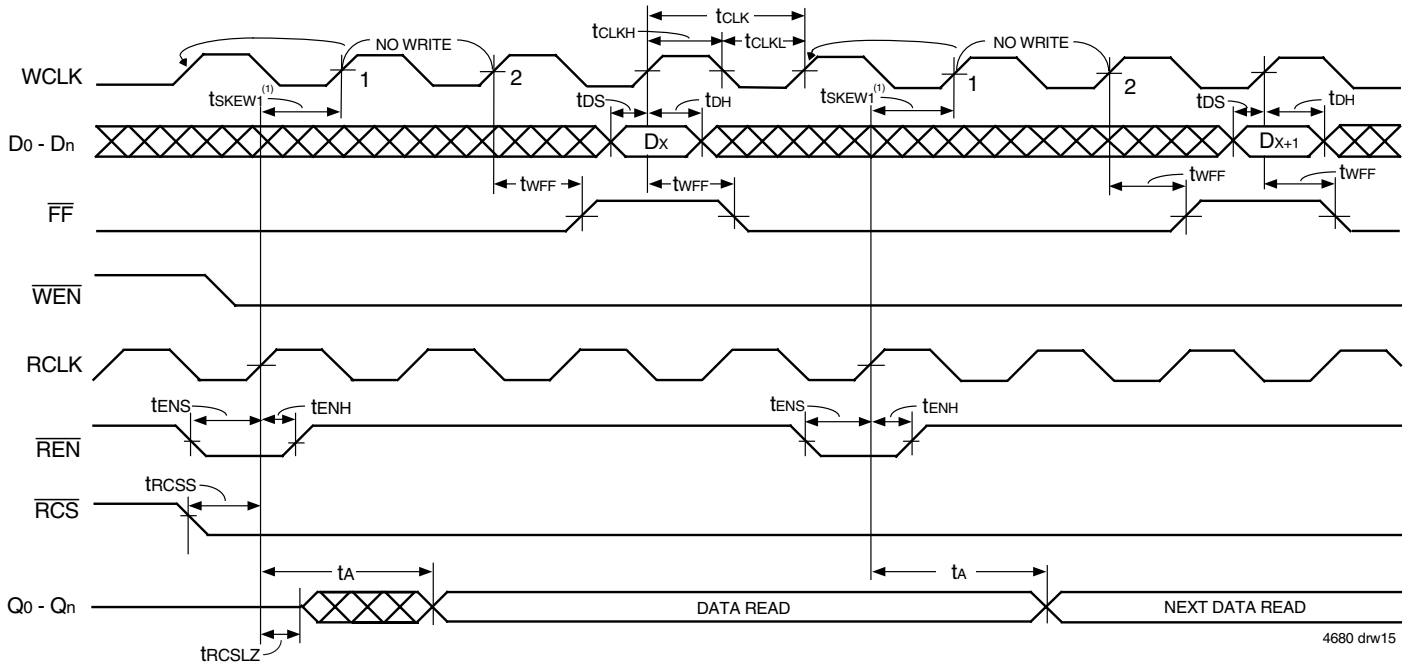 tCLK
tCLKH
tCLKL
NO WRITE
NO WRITE
WCLK
1
2
1
2
tSKEW1(1)
tDS
tDH
tSKEW1(1)
tDS
tDH
D0 - Dn
DX
DX+1
tWFF
tWFF
tWFF
tWFF
FF
WEN
RCLK
tENS
tENH
tENS
tENH
REN
tRCSS
RCS
tA
tA
Q0 - Qn
DATA READ
NEXT DATA READ
tRCSLZ
4680 drw15